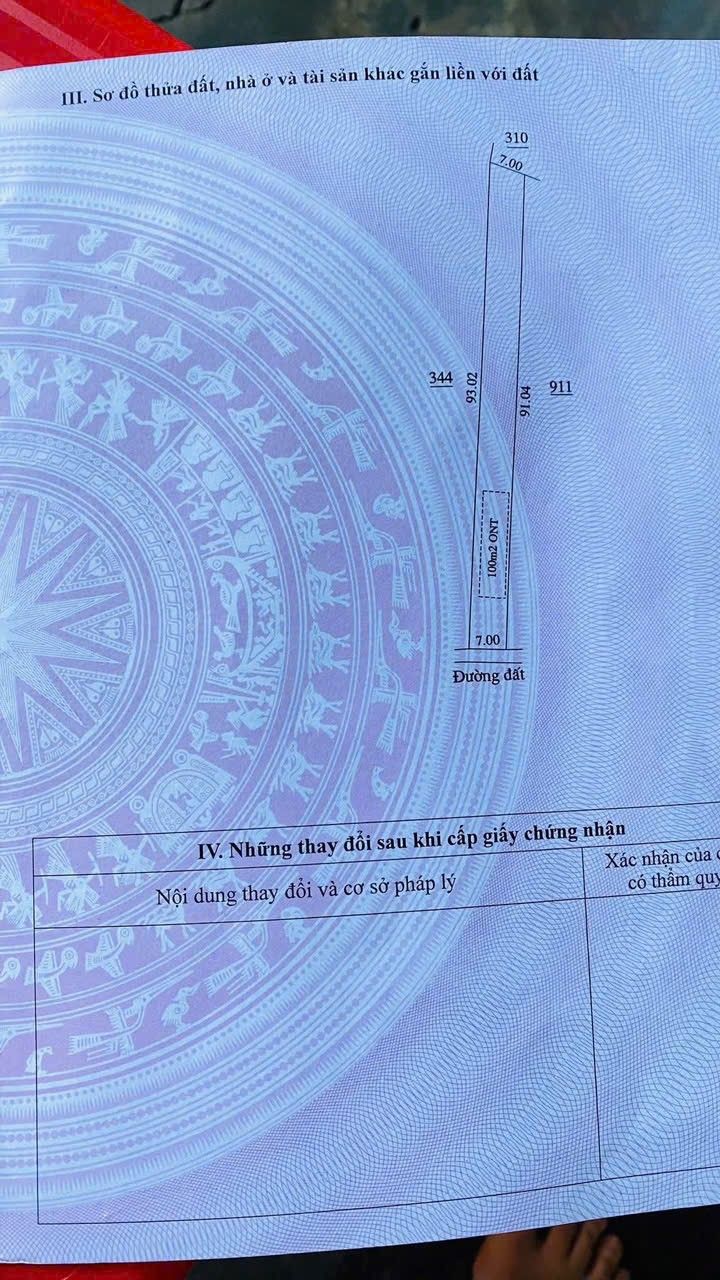 III. Sơ đồ thửa đất, nhà ở và tài sản khác gắn liền với đất
310
7.00
344
93.02
91.04
911
100m2 ONT
7.00
Đường đất
IV. Những thay đổi sau khi cấp giấy chứng nhận
Nội dung thay đổi và cơ sở pháp lý
Xác nhận của
có thẩm